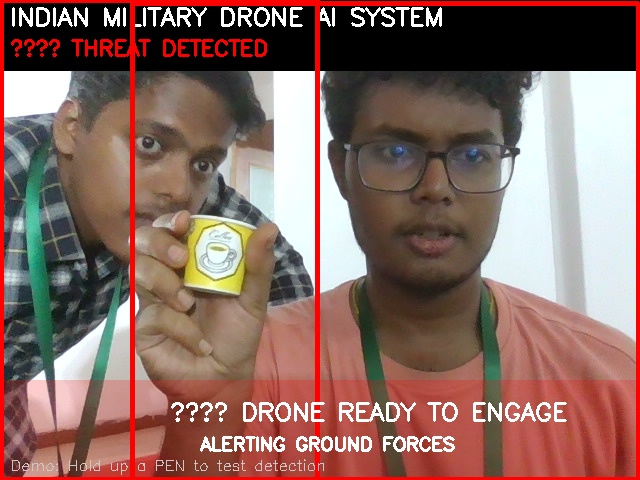 INDIAN MILITARY DRONE AI SYSTEM
???? THREAT DETECTED
Coffee
???? DRONE READY TO ENGAGE
ALERTING GROUND FORCES
Demo: Hold up a PEN to test detection